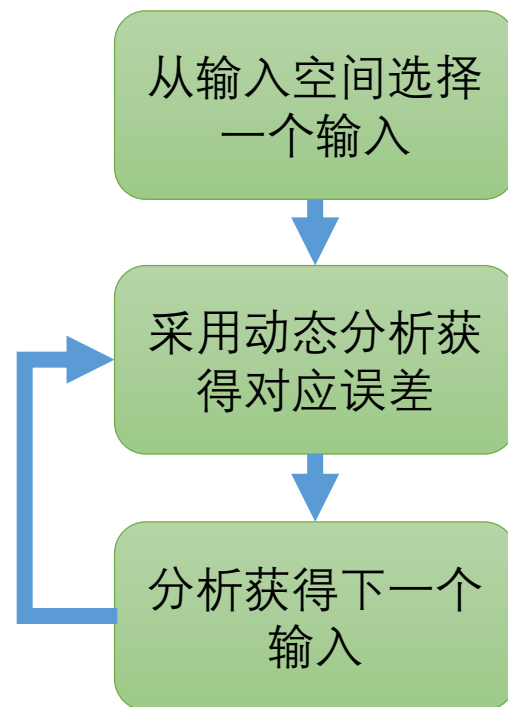 从输入空间选择
一个输入
采用动态分析获
得对应误差
分析获得下一个
输入